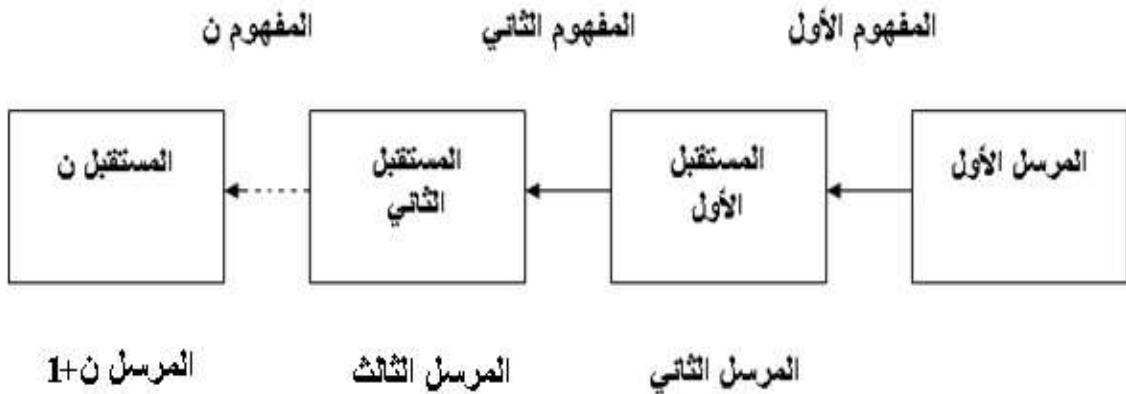 المفهوم الأول
المفهوم الثاني
المفهوم ن
المرسل الأول
المستقبل
الأول
المستقبل
الثاني
المستقبل ن
المرسل الثاني
المرسل الثالث
المرسل ن+1